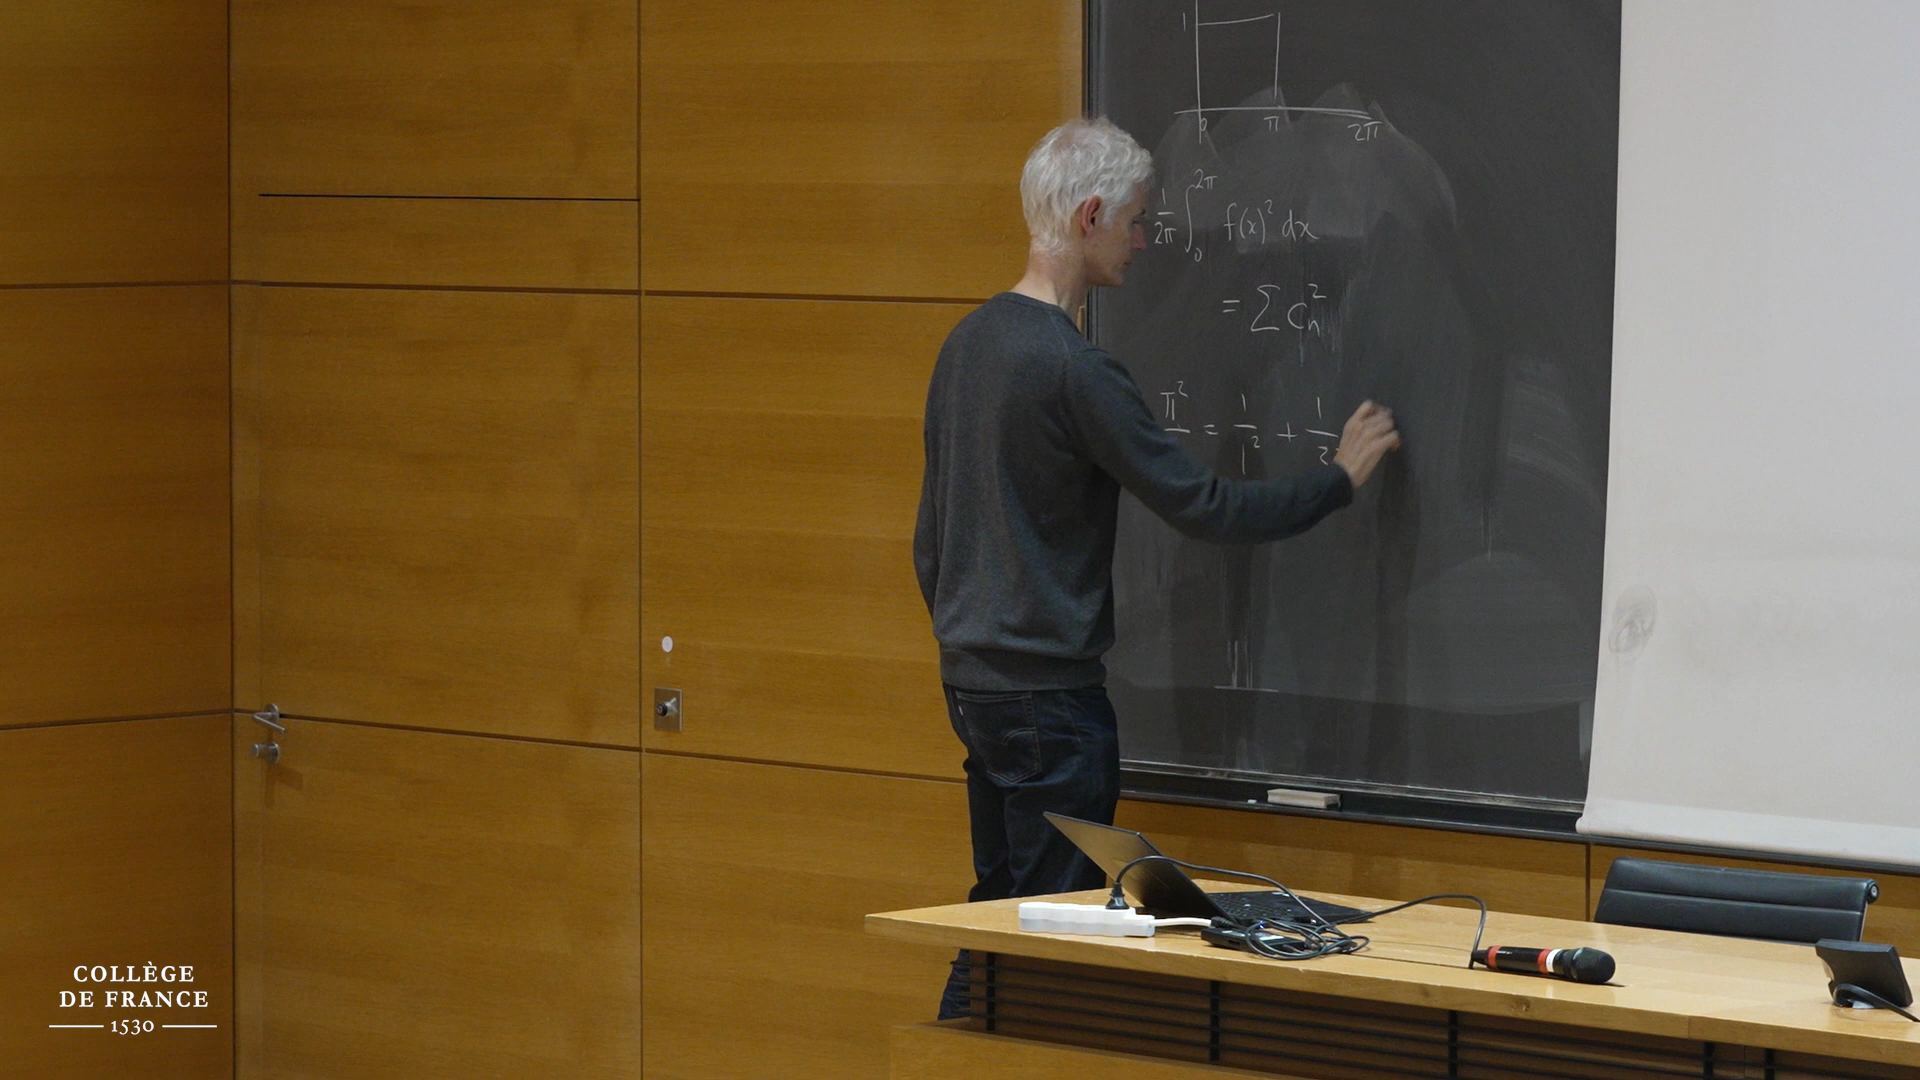 1
0 π 2π
1/2π ∫₀^2π f(x)² dx
= Σ cₙ²
π²/ = 1/1² + 1/2
COLLÈGE
DE FRANCE
1530